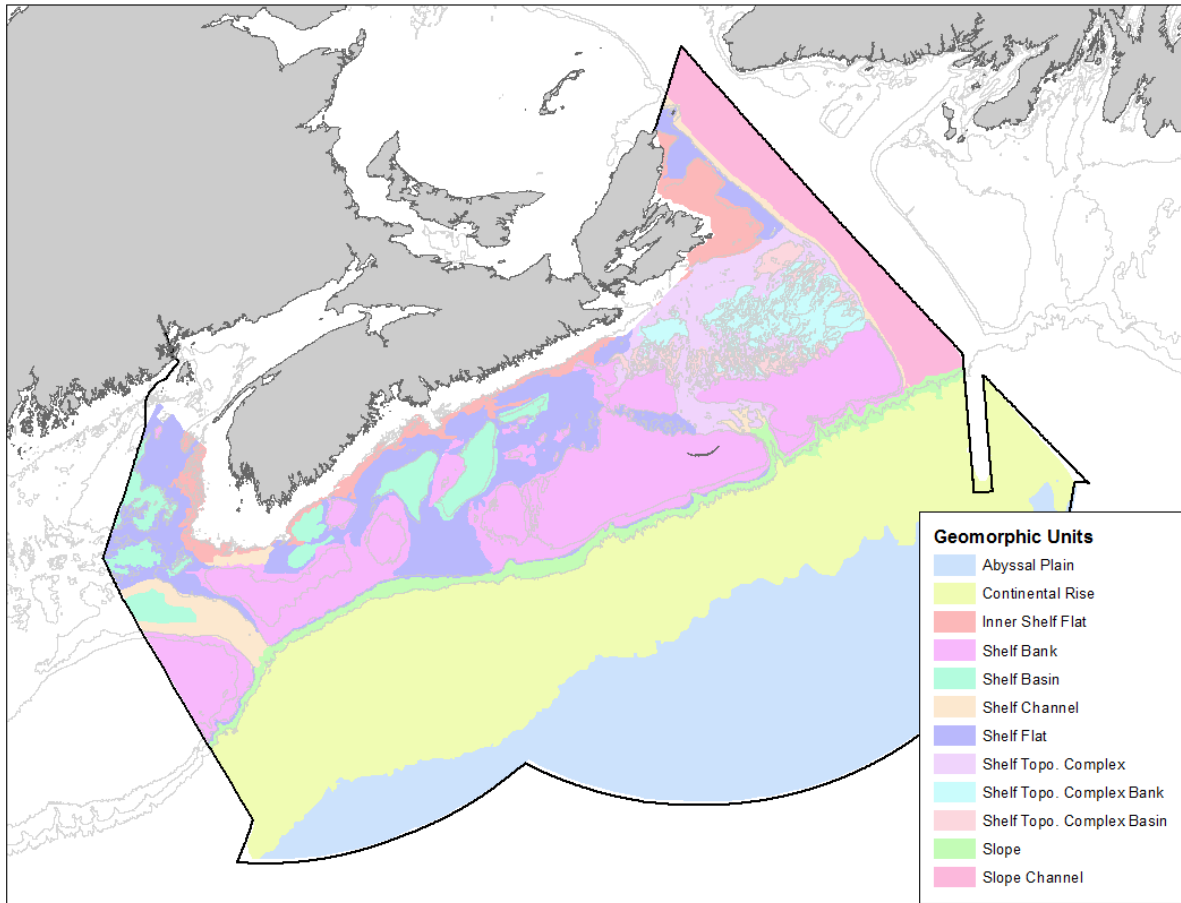 Geomorphic Units
Abyssal Plain
Continental Rise
Inner Shelf Flat
Shelf Bank
Shelf Basin
Shelf Channel
Shelf Flat
Shelf Topo. Complex
Shelf Topo. Complex Bank
Shelf Topo. Complex Basin
Slope
Slope Channel